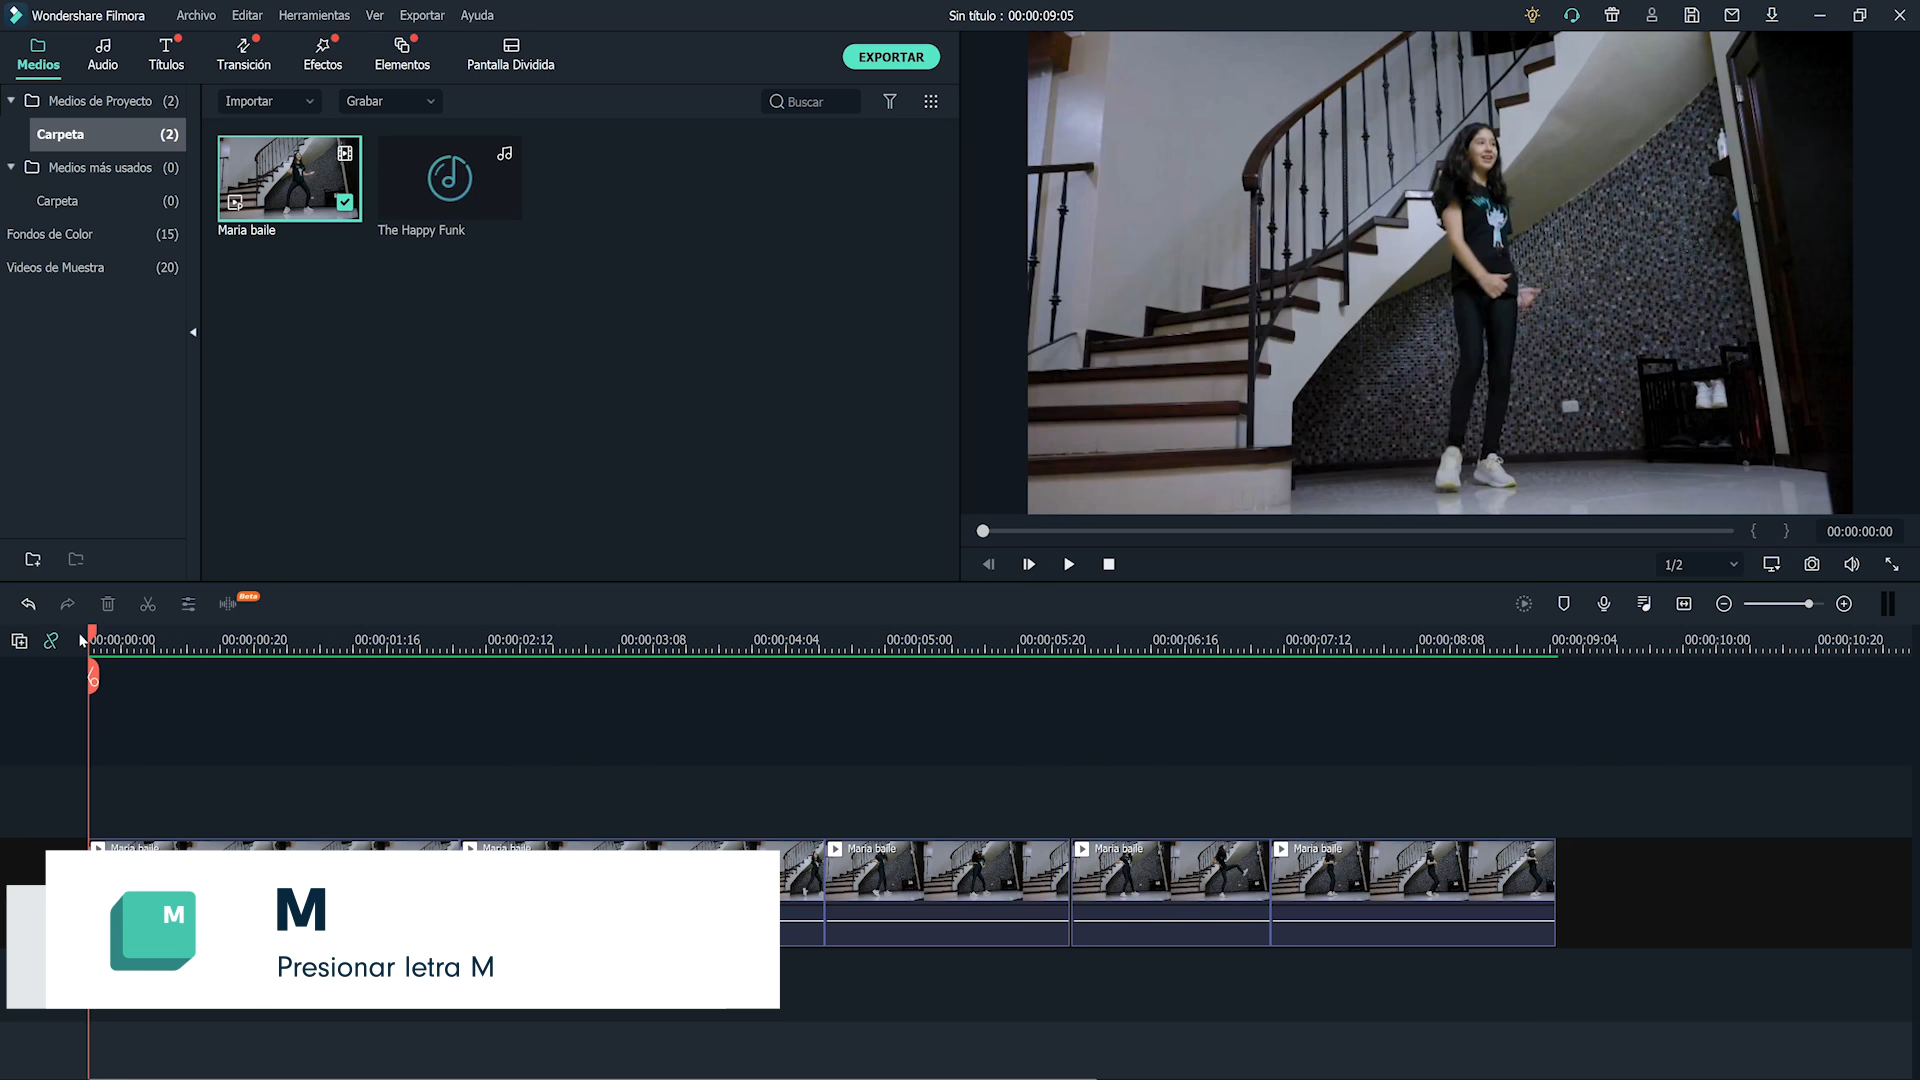 Wondershare Filmora
Archivo
Editar
Herramientas
Ver
Exportar
Ayuda
Sin título : 00:00:09:05
Medios
Audio
Títulos
Transición
Efectos
Elementos
Pantalla Dividida
EXPORTAR
Medios de Proyecto (2)
Carpeta (2)
Medios más usados (0)
Carpeta (0)
Fondos de Color (15)
Videos de Muestra (20)
Importar
Grabar
Buscar
Maria baile
The Happy Funk
{ }
00:00:00:00
1/2
Beta
00:00:00:00
00:00:00:20
00:00:01:16
00:00:02:12
00:00:03:08
00:00:04:04
00:00:05:00
00:00:05:20
00:00:06:16
00:00:07:12
00:00:08:08
00:00:09:04
00:00:10:00
00:00:10:20
Maria baile
Maria baile
Maria baile
Maria baile
Maria baile
M
M
Presionar letra M